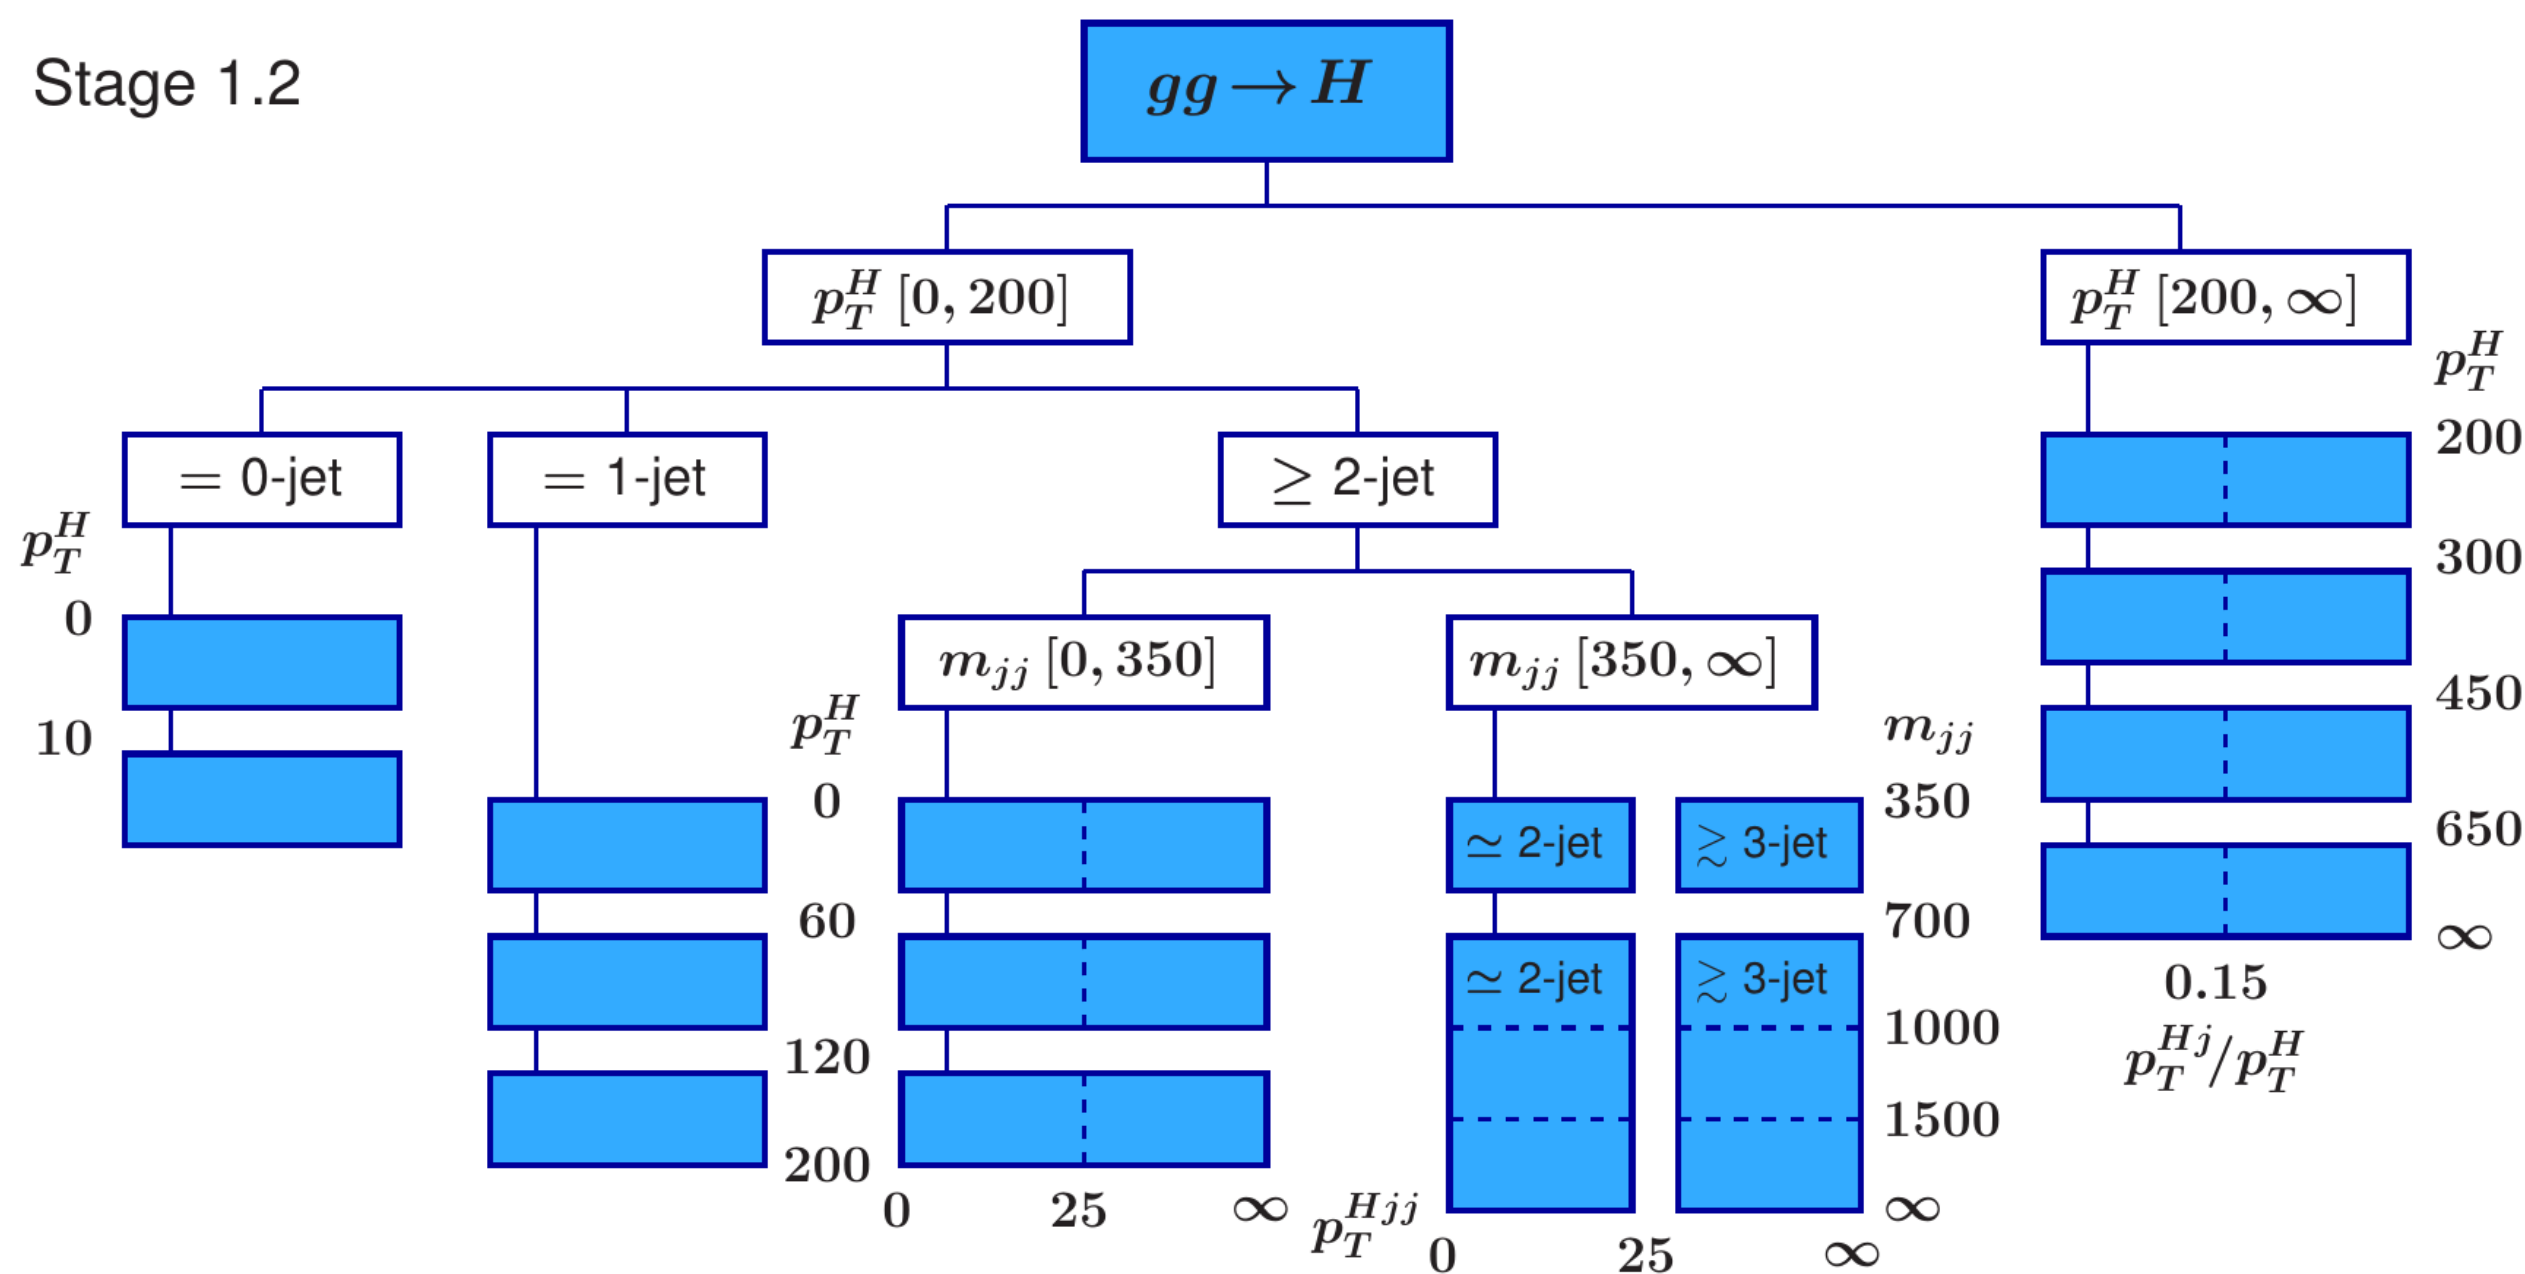 Stage 1.2
gg → H
p_T^H [0, 200]
p_T^H [200, ∞]
= 0-jet
= 1-jet
≥ 2-jet
m_jj [0, 350]
m_jj [350, ∞]
p_T^H
0
10
p_T^H
0
60
120
200
0 25 ∞
≃ 2-jet
≳ 3-jet
≃ 2-jet
≳ 3-jet
m_jj
350
700
1000
1500
∞
p_T^Hjj
0 25 ∞
p_T^H
200
300
450
650
∞
0.15
p_T^Hj/p_T^H